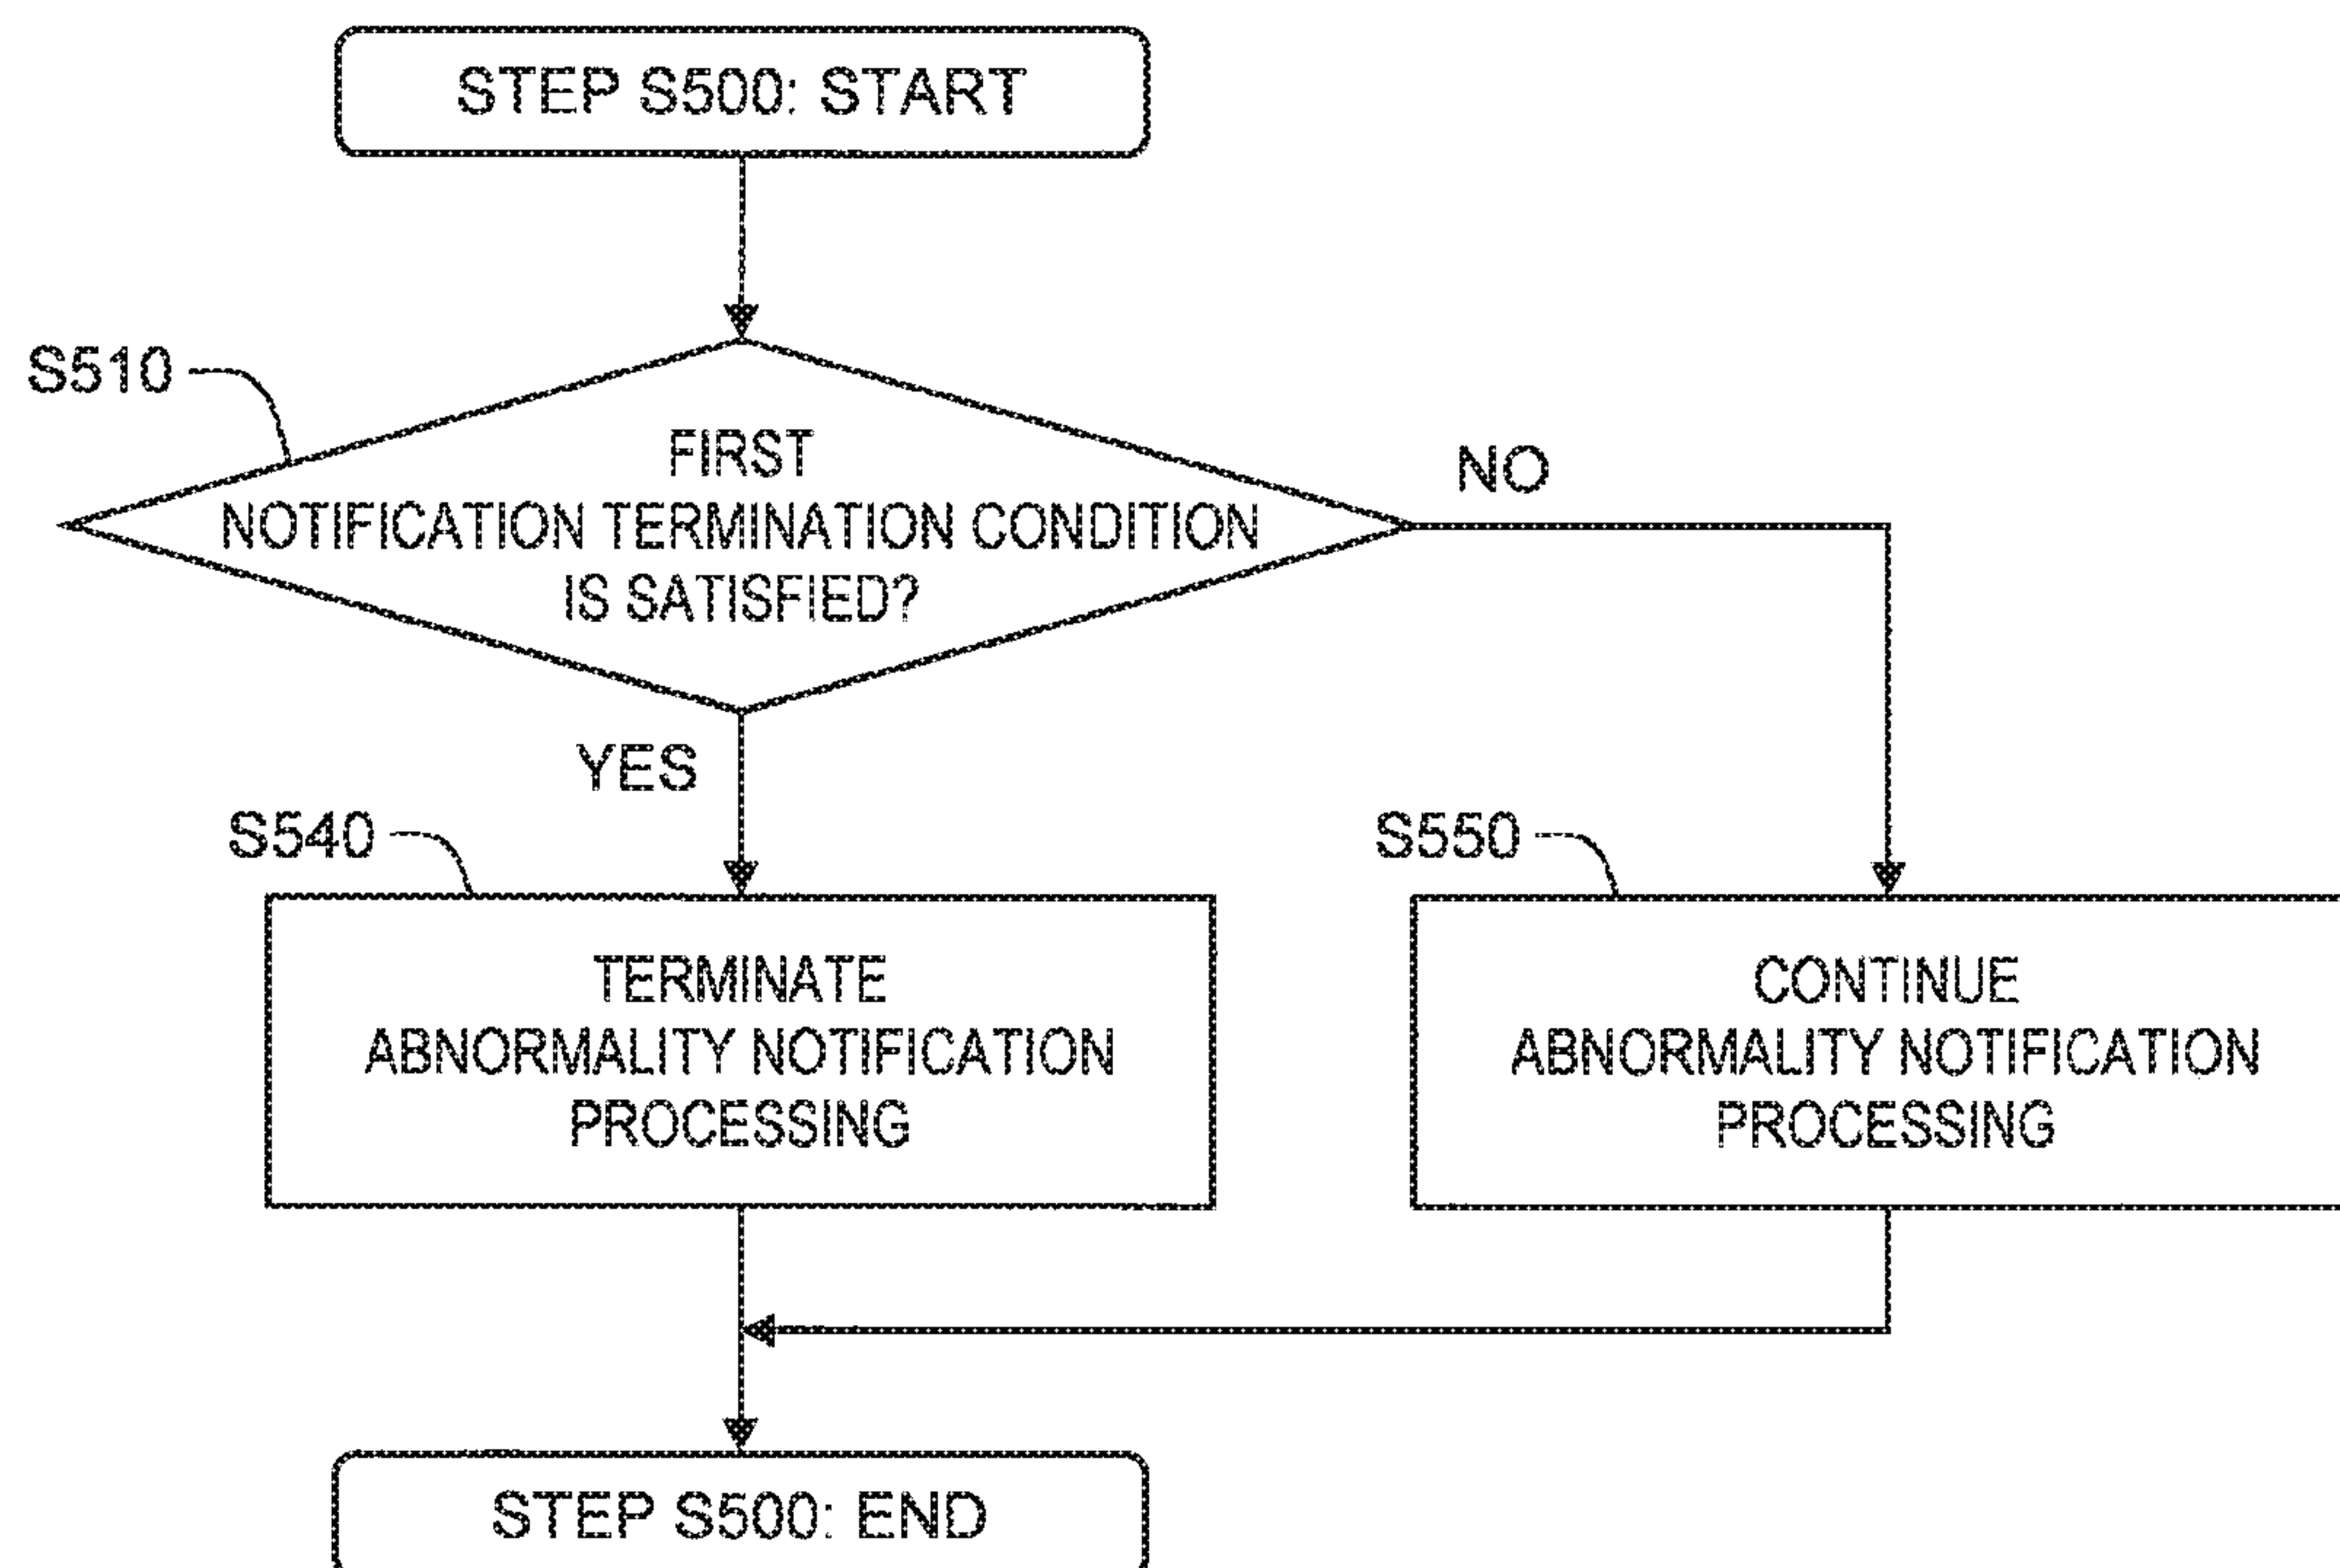 STEP S500: START
S510
FIRST
NOTIFICATION TERMINATION CONDITION
IS SATISFIED?
NO
YES
S540
TERMINATE
ABNORMALITY NOTIFICATION
PROCESSING
S550
CONTINUE
ABNORMALITY NOTIFICATION
PROCESSING
STEP S500: END